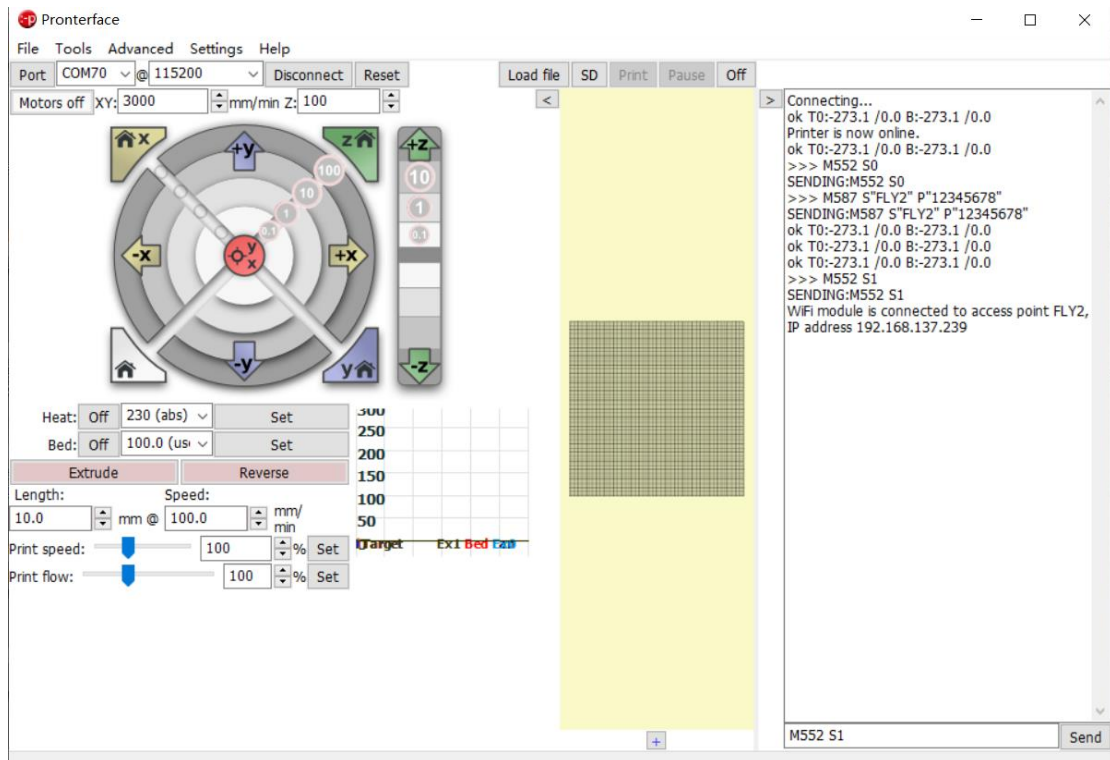 Pronterface
File Tools Advanced Settings Help
Port COM70 @ 115200 Disconnect Reset Load file SD Print Pause Off
Motors off XY: 3000 mm/min Z: 100 < >
x +y z +z
100
10
1
0.1
10
1
0.1
-x y x +x
-y y -z
Heat: Off 230 (abs) Set
Bed: Off 100.0 (us Set
Extrude Reverse
Length: Speed:
10.0 mm @ 100.0 mm/
min
Print speed: 100 % Set
Print flow: 100 % Set
300
250
200
150
100
50
Target Ex1 Bed Ex0
+
Connecting...
ok T0:-273.1 /0.0 B:-273.1 /0.0
Printer is now online.
ok T0:-273.1 /0.0 B:-273.1 /0.0
>>> M552 S0
SENDING:M552 S0
>>> M587 S"FLY2" P"12345678"
SENDING:M587 S"FLY2" P"12345678"
ok T0:-273.1 /0.0 B:-273.1 /0.0
ok T0:-273.1 /0.0 B:-273.1 /0.0
ok T0:-273.1 /0.0 B:-273.1 /0.0
>>> M552 S1
SENDING:M552 S1
WiFi module is connected to access point FLY2,
IP address 192.168.137.239
M552 S1 Send